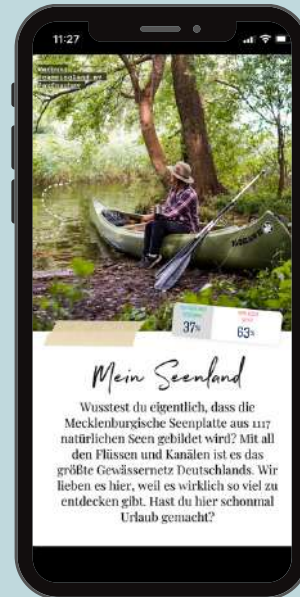 11:27
37%
63%
Mein Seenland
Wusstest du eigentlich, dass die
Mecklenburgische Seenplatte aus 1117
natürlichen Seen gebildet wird? Mit all
den Flüssen und Kanälen ist es das
größte Gewässernetz Deutschlands. Wir
lieben es hier, weil es wirklich so viel zu
entdecken gibt. Hast du hier schonmal
Urlaub gemacht?